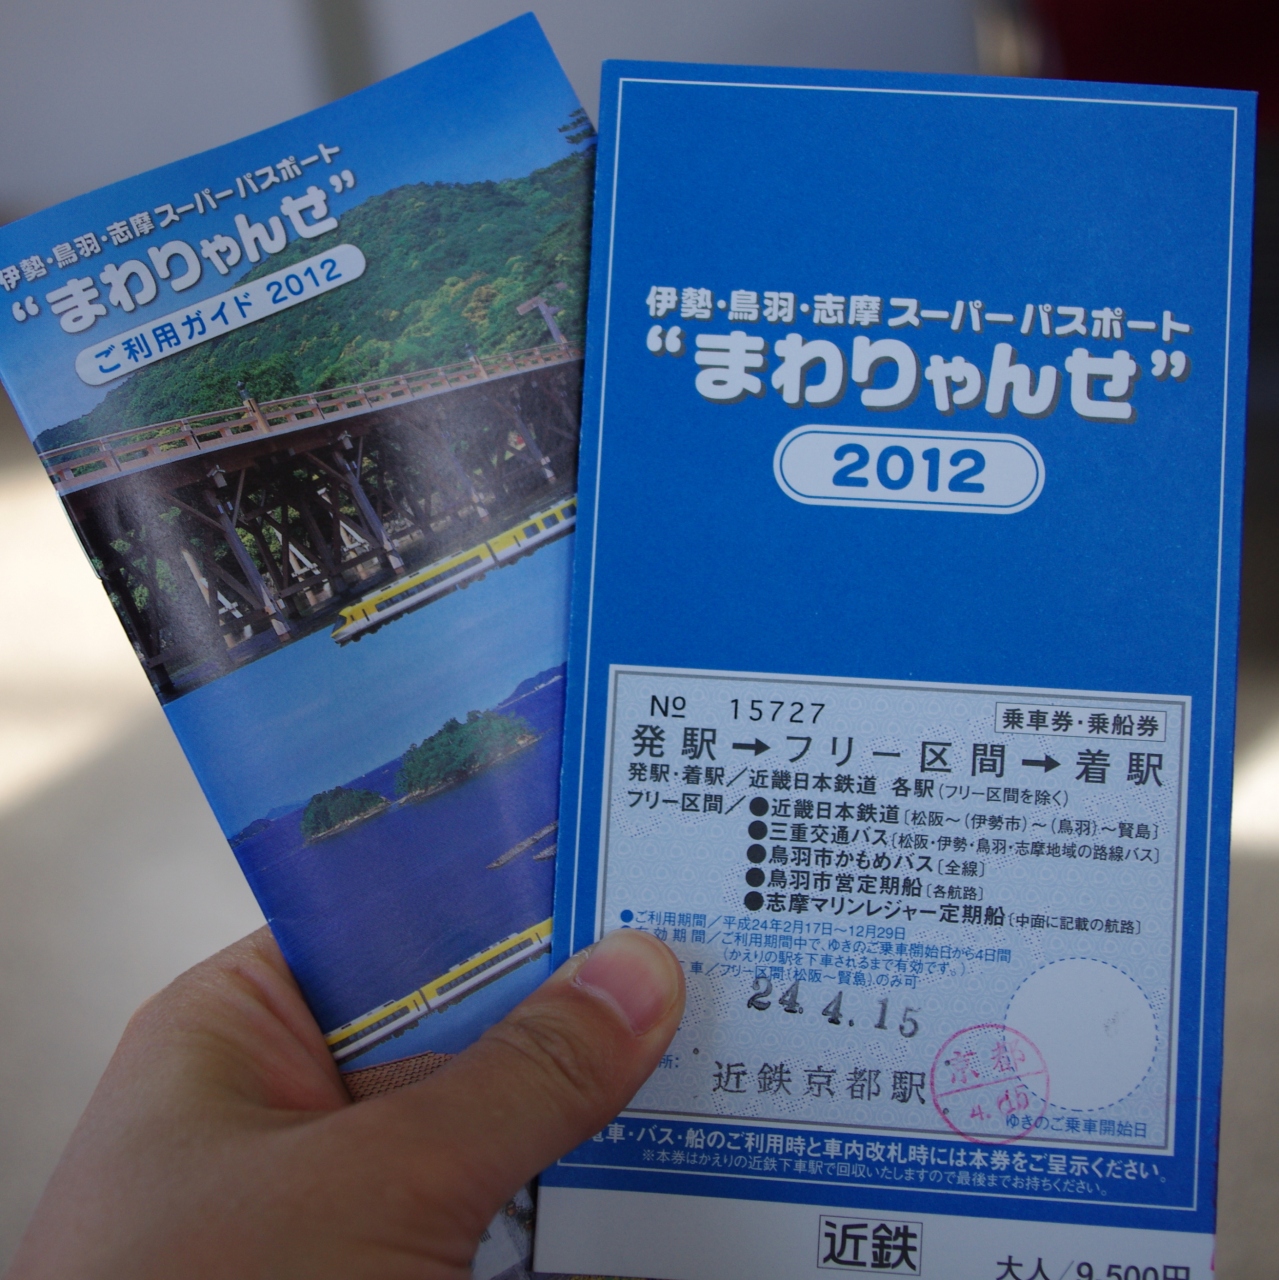 伊勢・鳥羽・志摩 スーパーパスポート
“まわりゃんせ”
ご利用ガイド 2012
伊勢・鳥羽・志摩 スーパーパスポート
“まわりゃんせ”
2012
№ 15727
乗車券・乗船券
発駅→フリー区間→着駅
発駅・着駅／近畿日本鉄道 各駅(フリー区間を除く)
フリー区間／●近畿日本鉄道〔松阪〜(伊勢市)〜(鳥羽)〜賢島〕
●三重交通バス〔松阪・伊勢・鳥羽・志摩地域の路線バス〕
●鳥羽市かもめバス〔全線〕
●鳥羽市営定期船〔各航路〕
●志摩マリンレジャー定期船〔中面に記載の航路〕
●ご利用期間／平成24年2月17日〜12月29日
●有効期間／ご利用期間中で、ゆきのご乗車開始日から4日間
(かえりの駅を下車されるまで有効です。)
車／フリー区間〔松阪〜賢島〕のみ可
24.4.15
所：
近鉄京都駅
京都
4.15
ゆきのご乗車開始日
電車・バス・船のご利用時と車内改札時には本券をご呈示ください。
※本券はかえりの近鉄下車駅で回収いたしますので最後までお持ちください。
近鉄
大人／9,500円